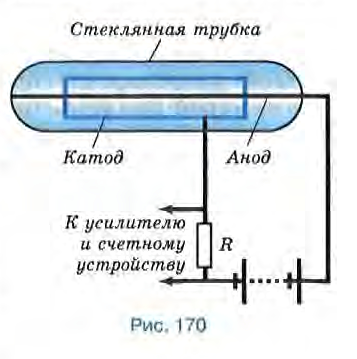 Стеклянная трубка
Катод
Анод
К усилителю
и счетному
устройству
R
Рис. 170